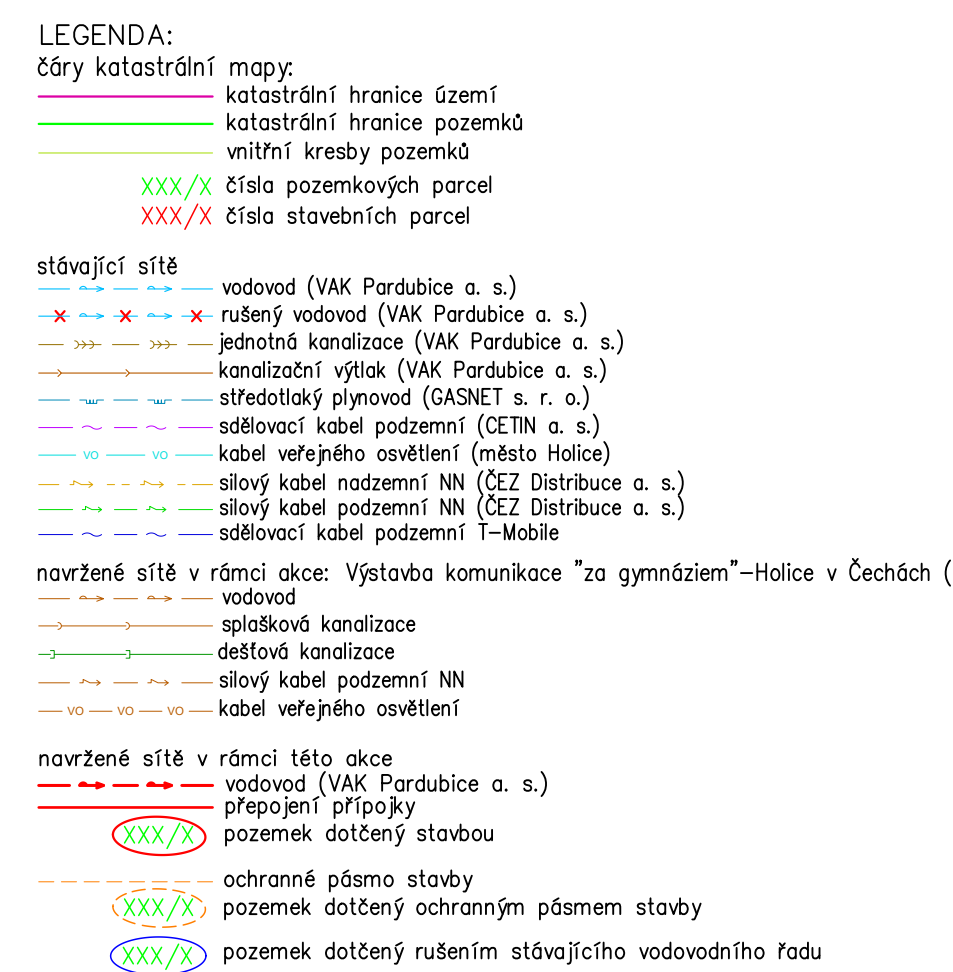 LEGENDA:
čáry katastrální mapy:
katastrální hranice území
katastrální hranice pozemků
vnitřní kresby pozemků
XXX/X čísla pozemkových parcel
XXX/X čísla stavebních parcel
stávající sítě
vodovod (VAK Pardubice a. s.)
rušený vodovod (VAK Pardubice a. s.)
jednotná kanalizace (VAK Pardubice a. s.)
kanalizační výtlak (VAK Pardubice a. s.)
středotlaký plynovod (GASNET s. r. o.)
sdělovací kabel podzemní (CETIN a. s.)
VO VO kabel veřejného osvětlení (město Holice)
silový kabel nadzemní NN (ČEZ Distribuce a. s.)
silový kabel podzemní NN (ČEZ Distribuce a. s.)
sdělovací kabel podzemní T-Mobile
navržené sítě v rámci akce: Výstavba komunikace "za gymnáziem"-Holice v Čechách (
vodovod
splašková kanalizace
dešťová kanalizace
silový kabel podzemní NN
VO VO VO kabel veřejného osvětlení
navržené sítě v rámci této akce
vodovod (VAK Pardubice a. s.)
přepojení přípojky
XXX/X pozemek dotčený stavbou
ochranné pásmo stavby
XXX/X pozemek dotčený ochranným pásmem stavby
XXX/X pozemek dotčený rušením stávajícího vodovodního řadu